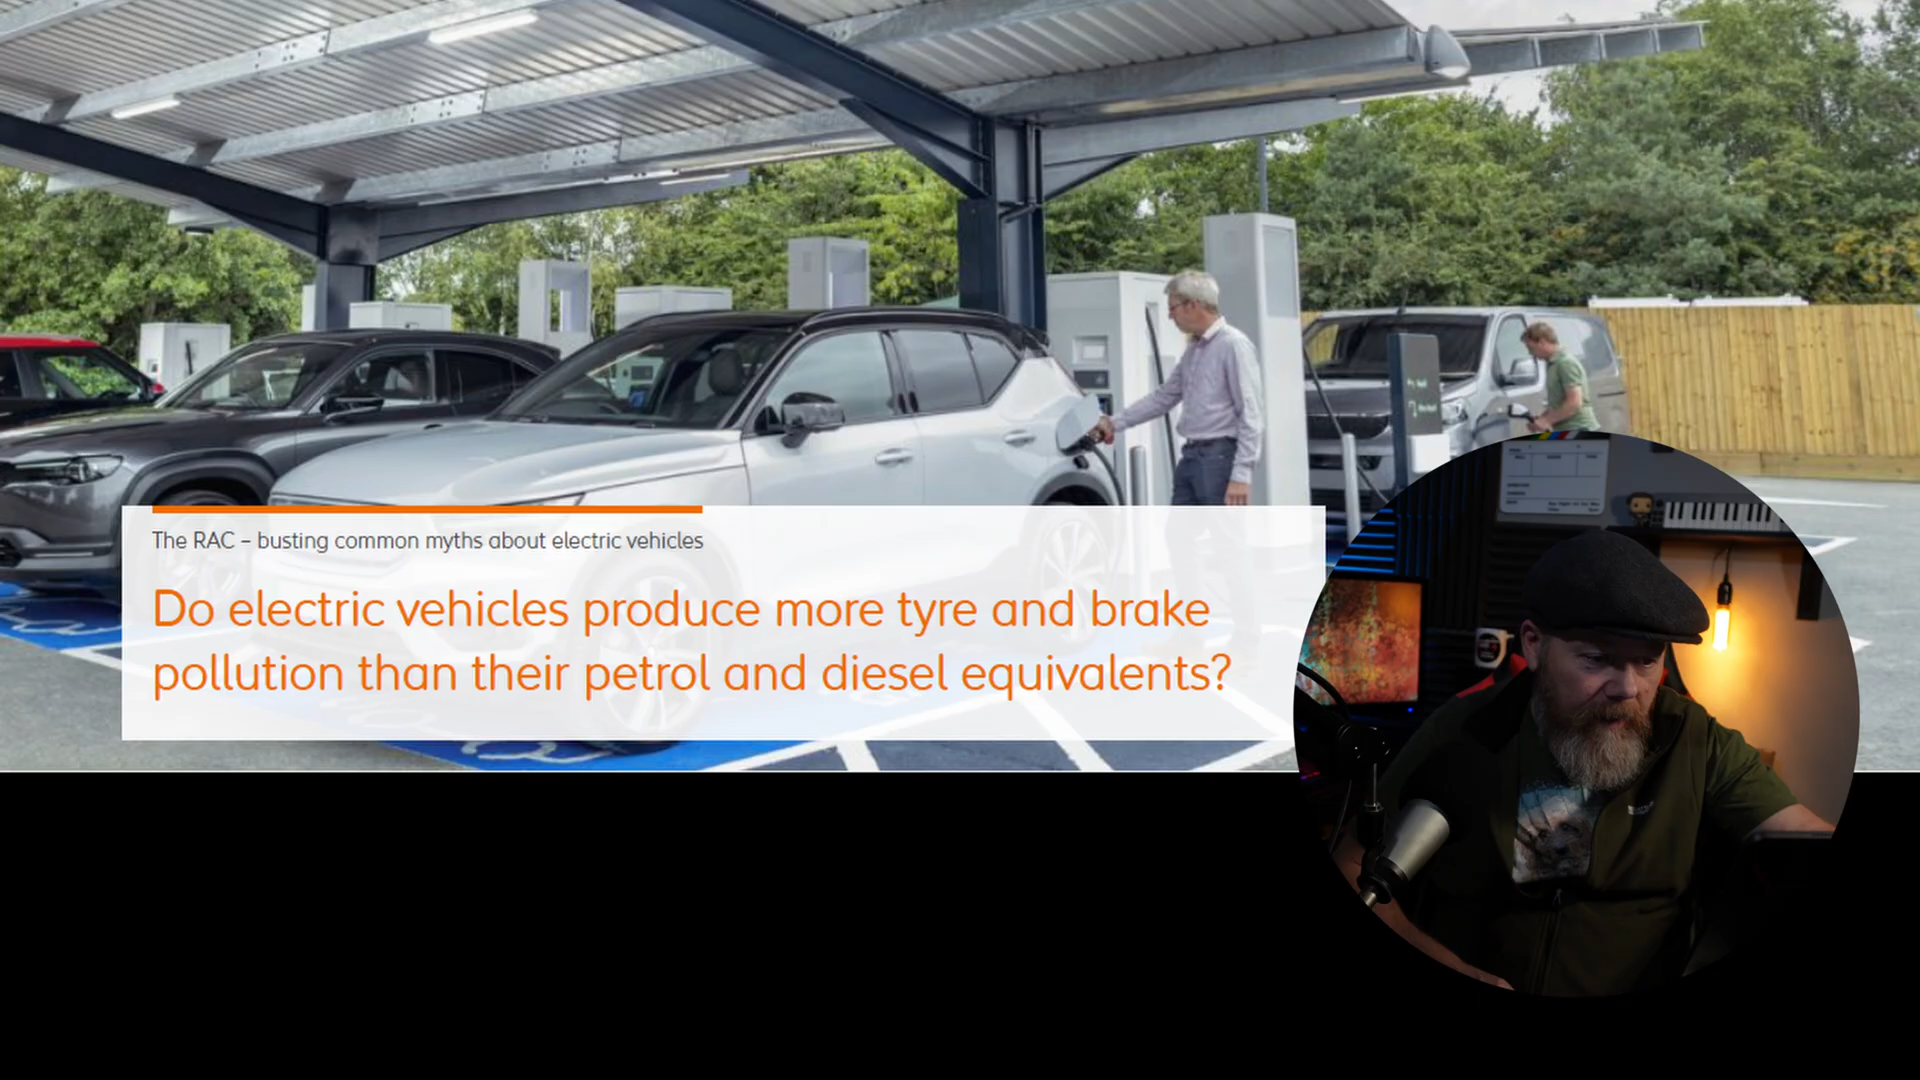 The RAC – busting common myths about electric vehicles
Do electric vehicles produce more tyre and brake
pollution than their petrol and diesel equivalents?